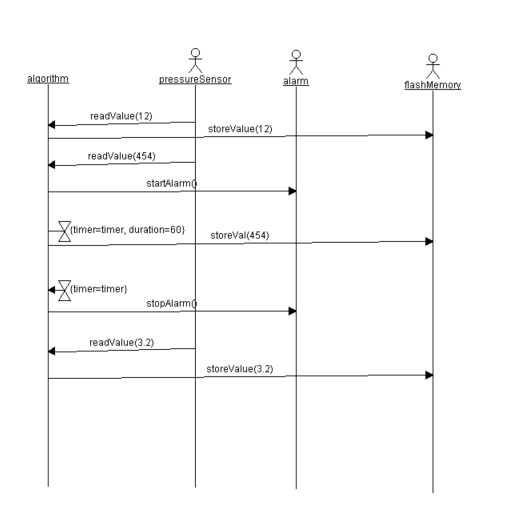 algorithm
pressureSensor
alarm
flashMemory
readValue(12)
storeValue(12)
readValue(454)
startAlarm()
{timer=timer, duration=60}
storeVal(454)
{timer=timer}
stopAlarm()
readValue(3.2)
storeValue(3.2)